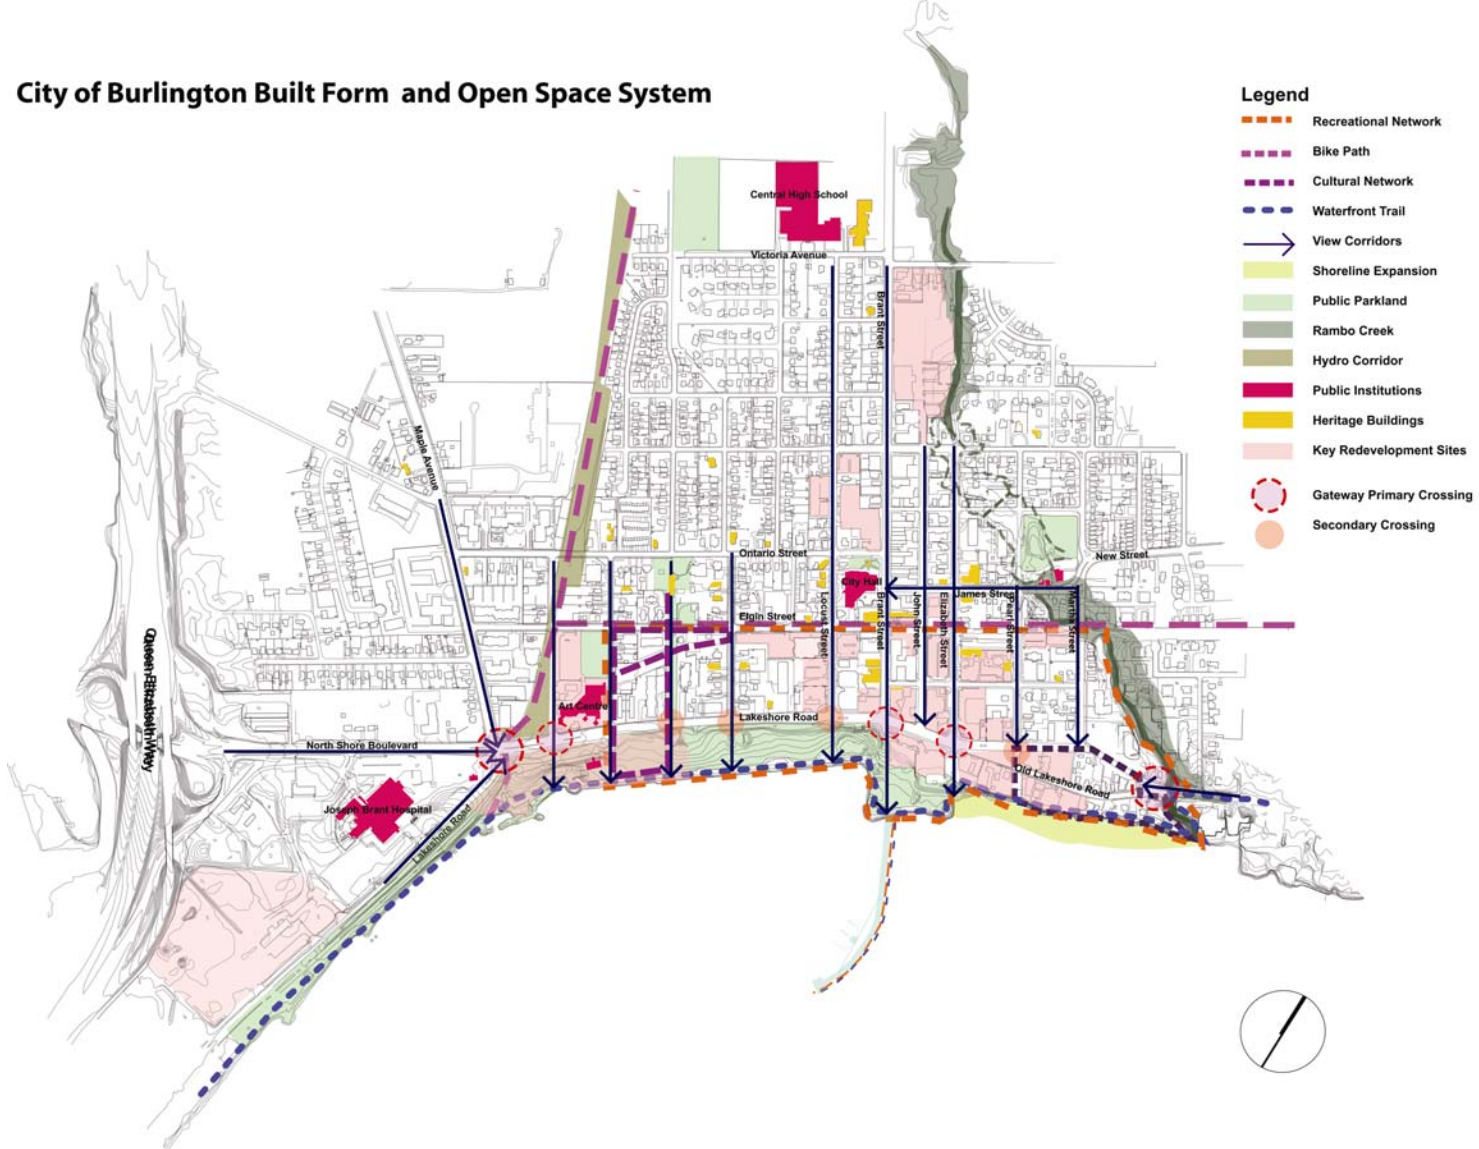 City of Burlington Built Form and Open Space System
Legend
Recreational Network
Bike Path
Cultural Network
Waterfront Trail
View Corridors
Shoreline Expansion
Public Parkland
Rambo Creek
Hydro Corridor
Public Institutions
Heritage Buildings
Key Redevelopment Sites
Gateway Primary Crossing
Secondary Crossing
Central High School
Victoria Avenue
Brant Street
Maple Avenue
Ontario Street
New Street
City Hall
James Street
Elgin Street
Locust Street
Brant Street
John Street
Elizabeth Street
Pearl Street
Martha Street
Queen Elizabeth Way
Art Centre
Lakeshore Road
North Shore Boulevard
Old Lakeshore Road
Joseph Brant Hospital
Lakeshore Road